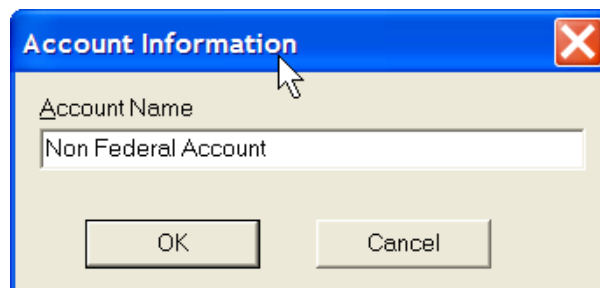 Account Information
Account Name
Non Federal Account
OK Cancel